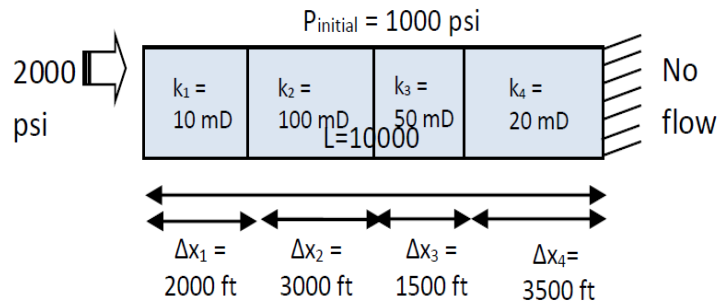 P_initial = 1000 psi
2000 psi
k₁ = 10 mD
k₂ = 100 mD
k₃ = 50 mD
k₄ = 20 mD
No flow
L=10000
Δx₁ = 2000 ft
Δx₂ = 3000 ft
Δx₃ = 1500 ft
Δx₄= 3500 ft